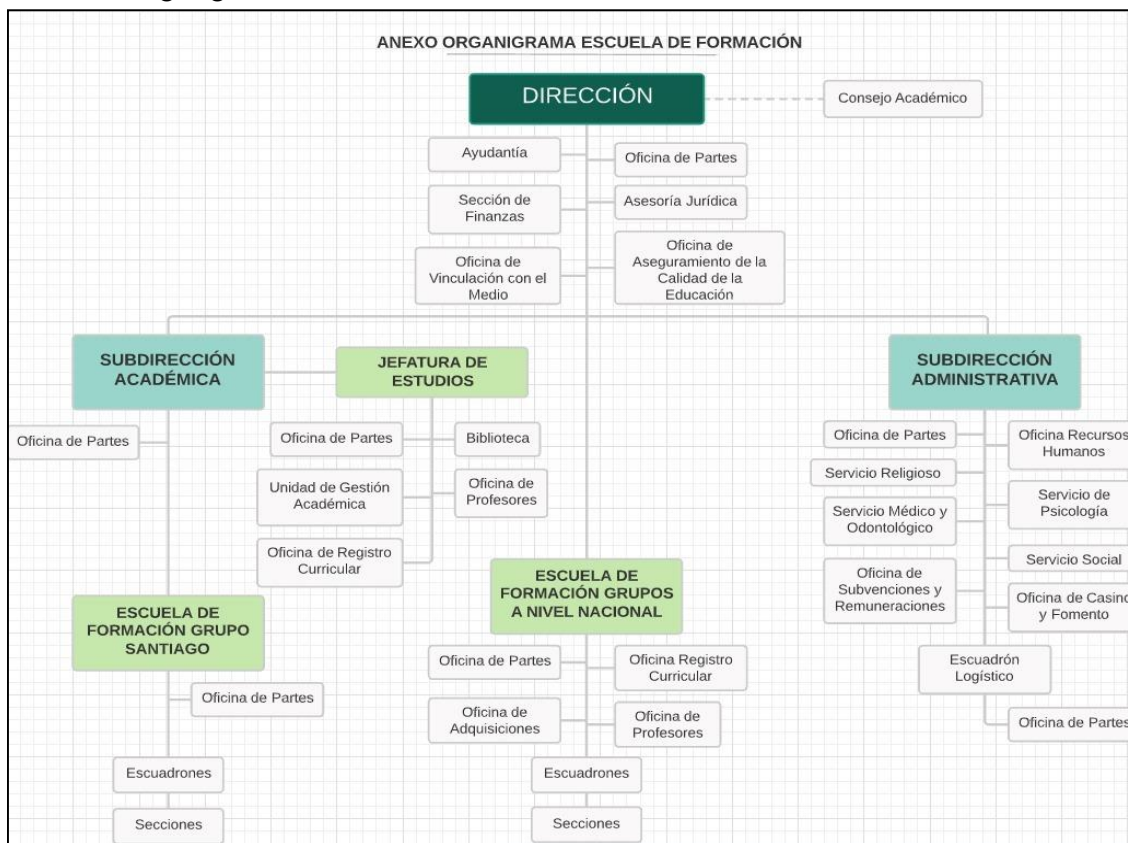 ANEXO ORGANIGRAMA ESCUELA DE FORMACIÓN
DIRECCIÓN
Consejo Académico
Ayudantía
Oficina de Partes
Sección de
Finanzas
Asesoría Jurídica
Oficina de
Vinculación con el
Medio
Oficina de
Aseguramiento de la
Calidad de la
Educación
SUBDIRECCIÓN
ACADÉMICA
JEFATURA DE
ESTUDIOS
SUBDIRECCIÓN
ADMINISTRATIVA
Oficina de Partes
Oficina de Partes
Biblioteca
Unidad de Gestión
Académica
Oficina de
Profesores
Oficina de Registro
Curricular
Oficina de Partes
Oficina Recursos
Humanos
Servicio Religioso
Servicio Médico y
Odontológico
Servicio de
Psicología
Servicio Social
Oficina de
Subvenciones y
Remuneraciones
Oficina de Casino
y Fomento
Escuadrón
Logístico
Oficina de Partes
ESCUELA DE
FORMACIÓN GRUPO
SANTIAGO
Oficina de Partes
Escuadrones
Secciones
ESCUELA DE
FORMACIÓN GRUPOS
A NIVEL NACIONAL
Oficina de Partes
Oficina Registro
Curricular
Oficina de
Adquisiciones
Oficina de
Profesores
Escuadrones
Secciones